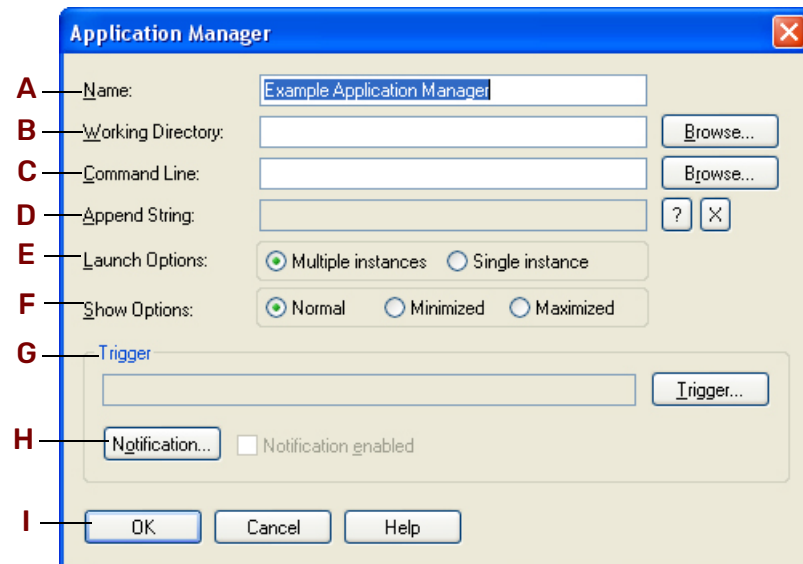 Application Manager
A Name: Example Application Manager
B Working Directory: Browse...
C Command Line: Browse...
D Append String: ? X
E Launch Options: Multiple instances Single instance
F Show Options: Normal Minimized Maximized
G Trigger
Trigger...
H Notification... Notification enabled
I OK Cancel Help